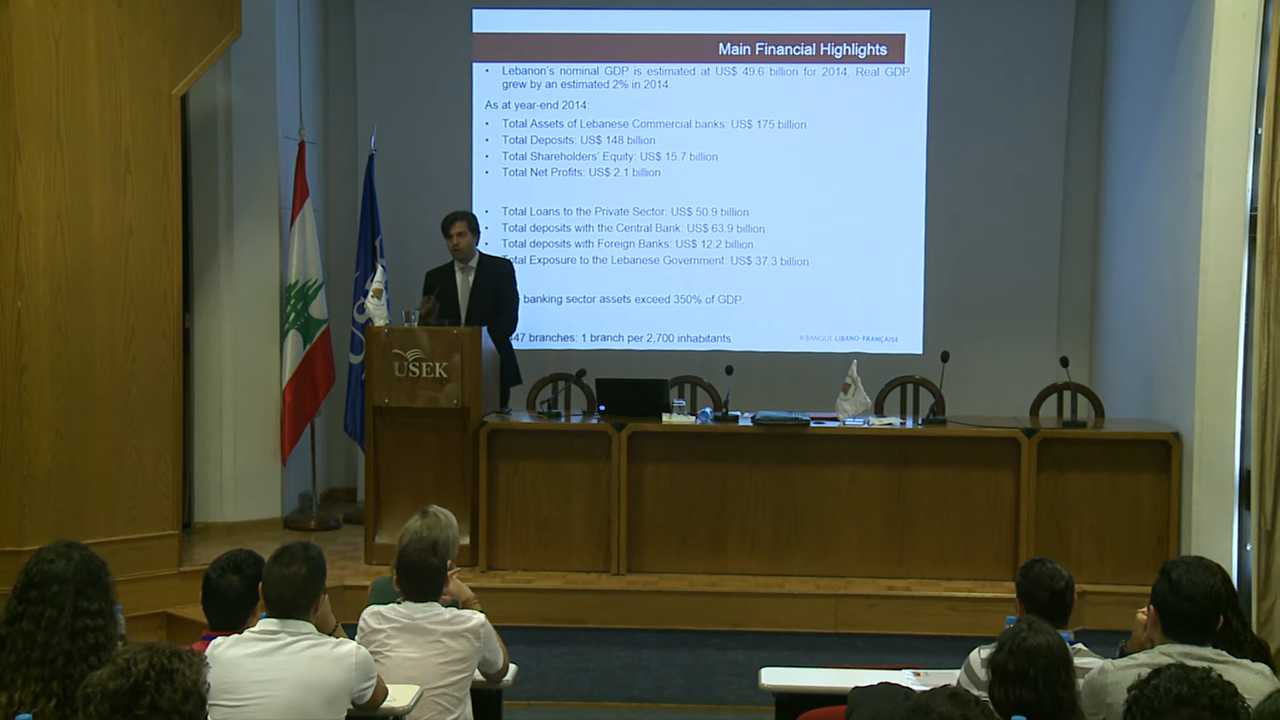 Main Financial Highlights
• Lebanon's nominal GDP is estimated at US$ 49.6 billion for 2014. Real GDP
grew by an estimated 2% in 2014.
As at year-end 2014:
• Total Assets of Lebanese Commercial banks: US$ 175 billion
• Total Deposits: US$ 148 billion
• Total Shareholders' Equity: US$ 15.7 billion
• Total Net Profits: US$ 2.1 billion
• Total Loans to the Private Sector: US$ 50.9 billion
• Total deposits with the Central Bank: US$ 63.9 billion
• Total deposits with Foreign Banks: US$ 12.2 billion
Total Exposure to the Lebanese Government: US$ 37.3 billion
banking sector assets exceed 350% of GDP.
branches: 1 branch per 2,700 inhabitants
BANQUE LIBANO-FRANÇAISE
USEK